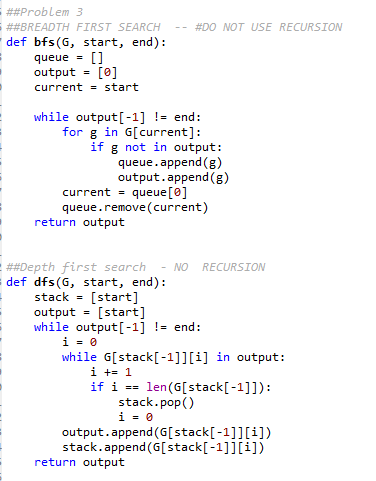 ##Problem 3
##BREADTH FIRST SEARCH  -- #DO NOT USE RECURSION
def bfs(G, start, end):
    queue = []
    output = [0]
    current = start

    while output[-1] != end:
        for g in G[current]:
            if g not in output:
                queue.append(g)
                output.append(g)
        current = queue[0]
        queue.remove(current)
    return output

##Depth first search  - NO  RECURSION
def dfs(G, start, end):
    stack = [start]
    output = [start]
    while output[-1] != end:
        i = 0
        while G[stack[-1]][i] in output:
            i += 1
            if i == len(G[stack[-1]]):
                stack.pop()
                i = 0
        output.append(G[stack[-1]][i])
        stack.append(G[stack[-1]][i])
    return output